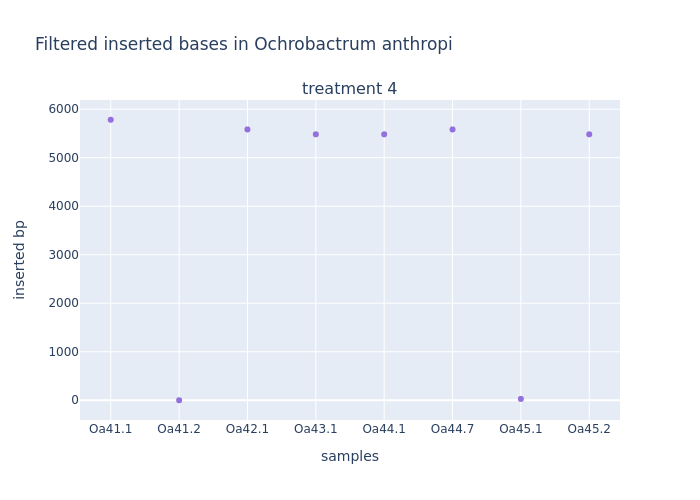 Filtered inserted bases in Ochrobactrum anthropi
treatment 4
6000
5000
4000
3000
2000
1000
0
inserted bp
Oa41.1 Oa41.2 Oa42.1 Oa43.1 Oa44.1 Oa44.7 Oa45.1 Oa45.2
samples